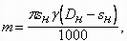 m = πs_н γ(D_н − s_н) / 1000,